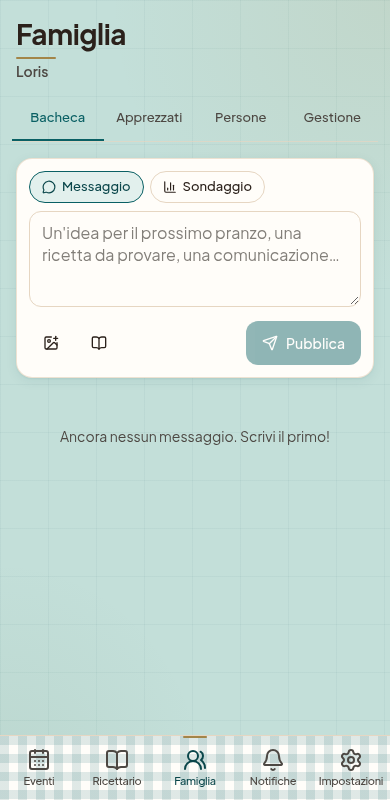 Famiglia
Loris
Bacheca Apprezzati Persone Gestione
Messaggio Sondaggio
Un'idea per il prossimo pranzo, una
ricetta da provare, una comunicazione…
Pubblica
Ancora nessun messaggio. Scrivi il primo!
Eventi Ricettario Famiglia Notifiche Impostazioni